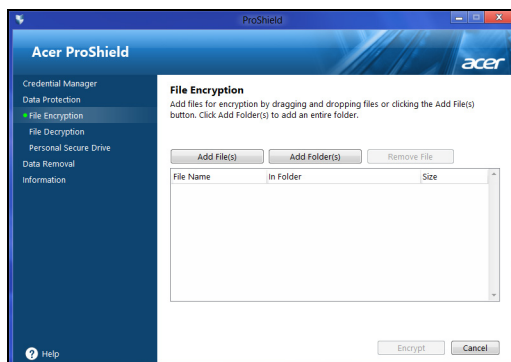 ProShield
Acer ProShield
acer
Credential Manager
Data Protection
File Encryption
File Decryption
Personal Secure Drive
Data Removal
Information
Help
File Encryption
Add files for encryption by dragging and dropping files or clicking the Add File(s)
button. Click Add Folder(s) to add an entire folder.
Add File(s) Add Folder(s) Remove File
File Name In Folder Size
Encrypt Cancel